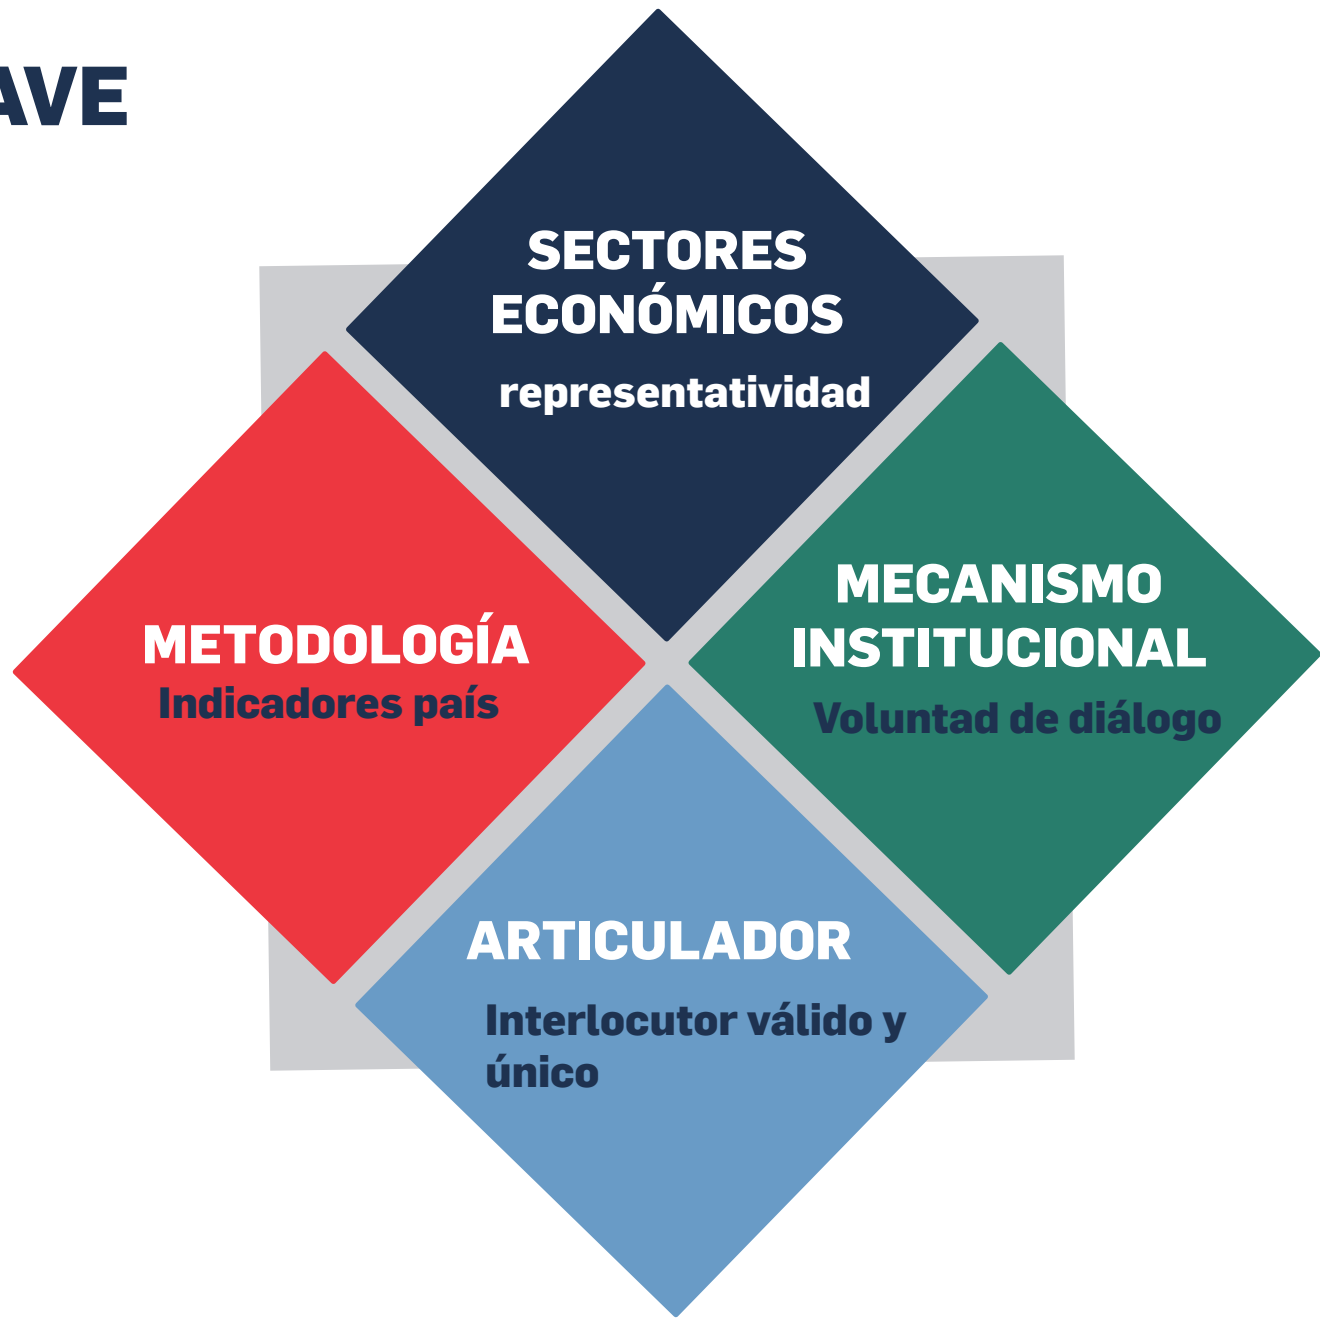 AVE
SECTORES
ECONÓMICOS
representatividad
METODOLOGÍA
Indicadores país
MECANISMO
INSTITUCIONAL
Voluntad de diálogo
ARTICULADOR
Interlocutor válido y
único